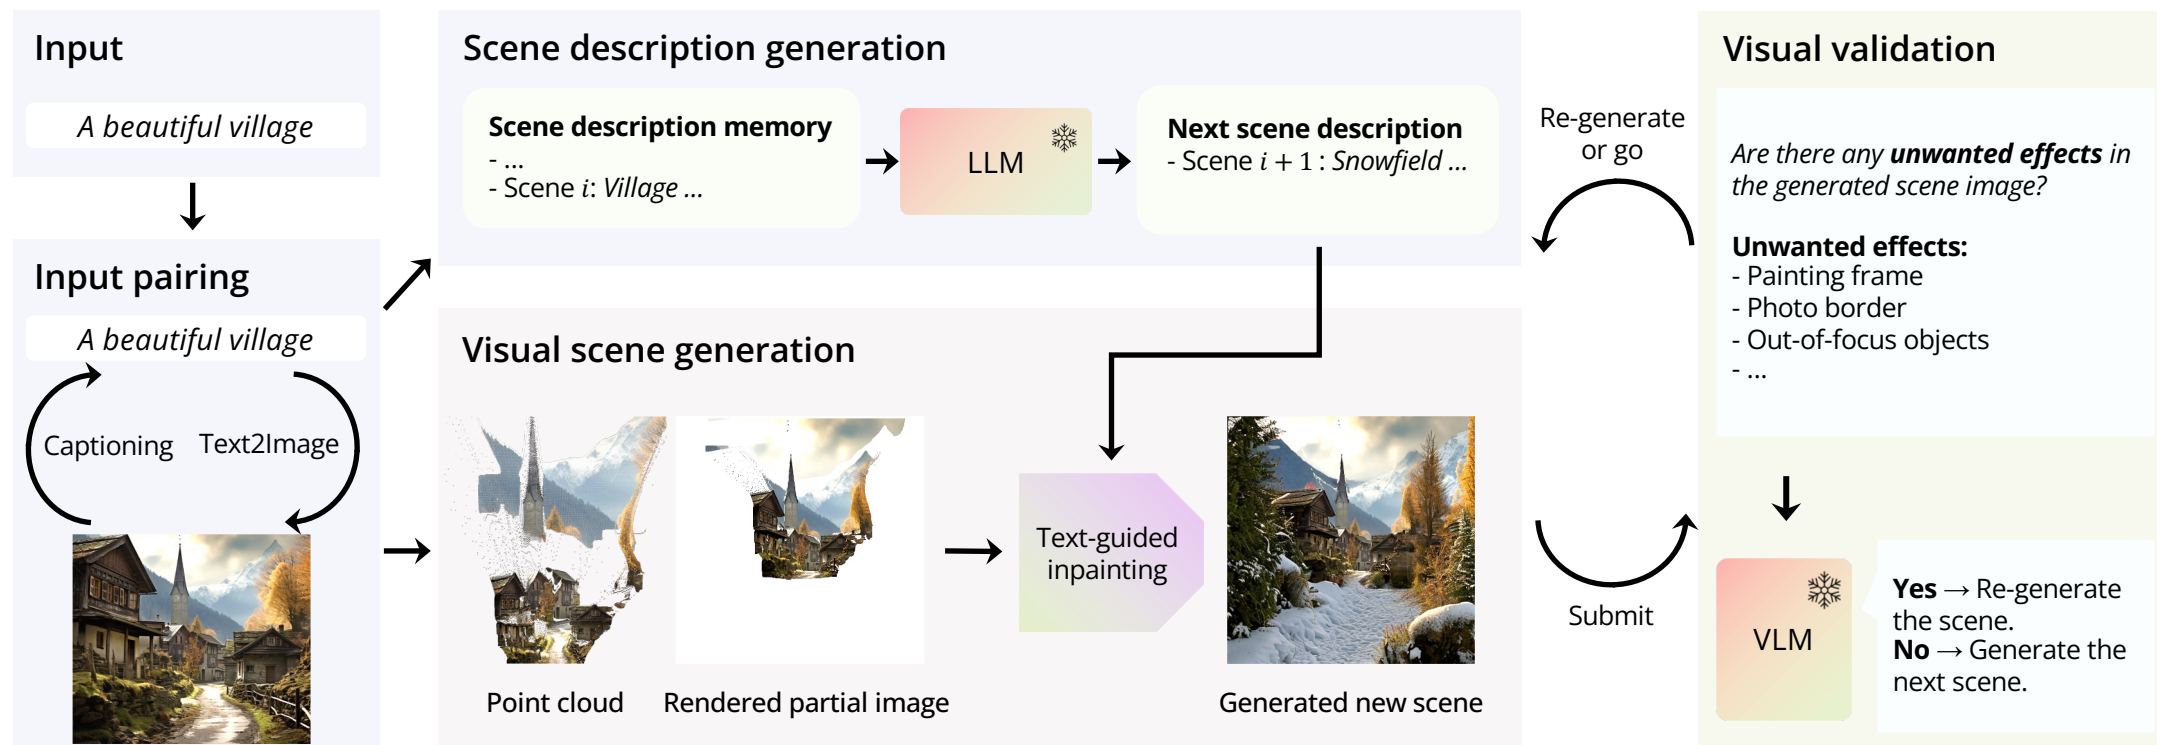 Input
A beautiful village
Input pairing
A beautiful village
Captioning
Text2Image
Scene description generation
Scene description memory
- ...
- Scene i: Village ...
LLM
Next scene description
- Scene i + 1 : Snowfield ...
Visual scene generation
Point cloud
Rendered partial image
Text-guided
inpainting
Generated new scene
Re-generate
or go
Submit
Visual validation
Are there any unwanted effects in
the generated scene image?
Unwanted effects:
- Painting frame
- Photo border
- Out-of-focus objects
- ...
VLM
Yes → Re-generate
the scene.
No → Generate the
next scene.